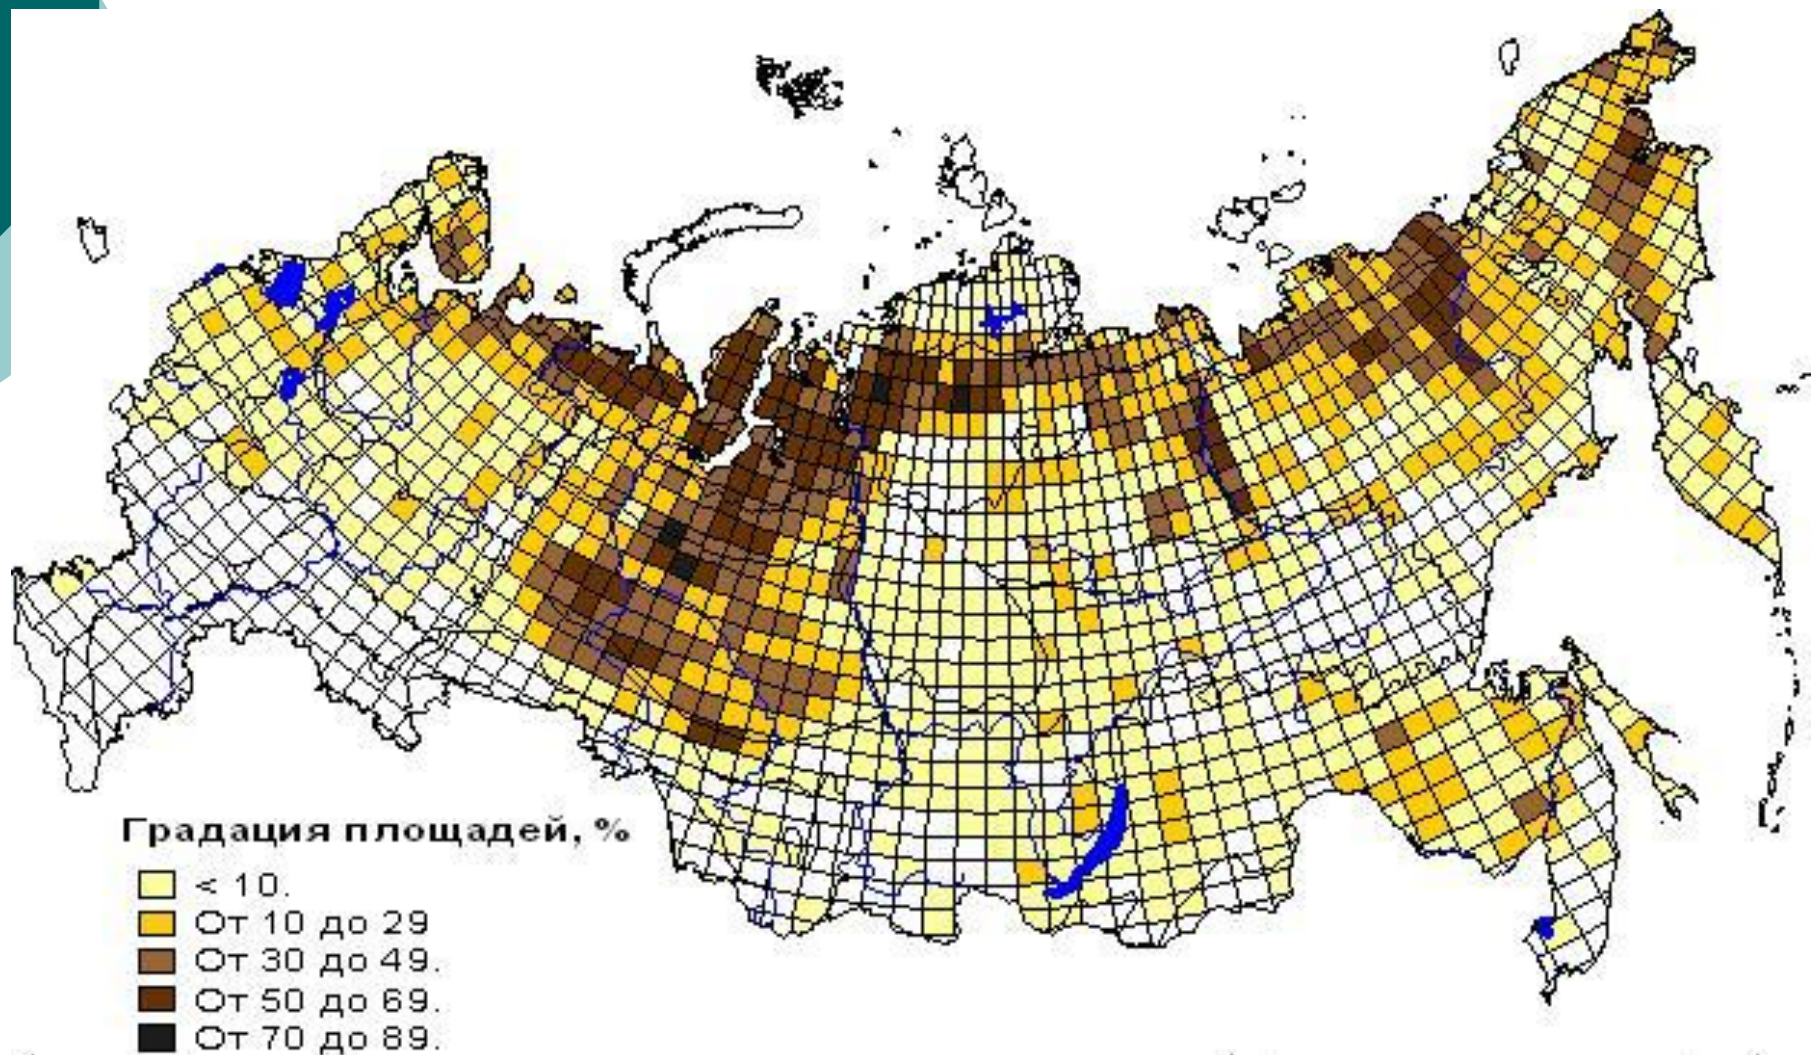 Градация площадей, %
< 10.
От 10 до 29
От 30 до 49.
От 50 до 69.
От 70 до 89.